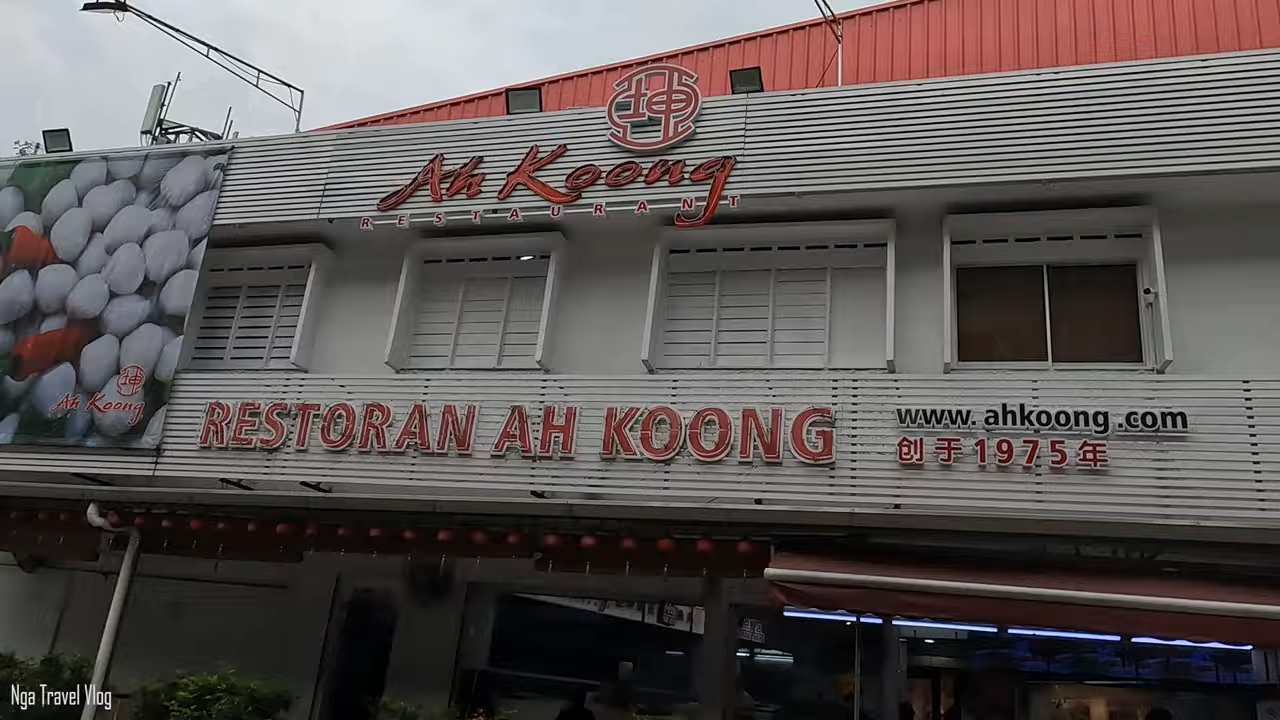 坤
Ah Koong
RESTAURANT
坤
Ah Koong
RESTORAN AH KOONG
www.ahkoong.com
创于1975年
Nga Travel Vlog